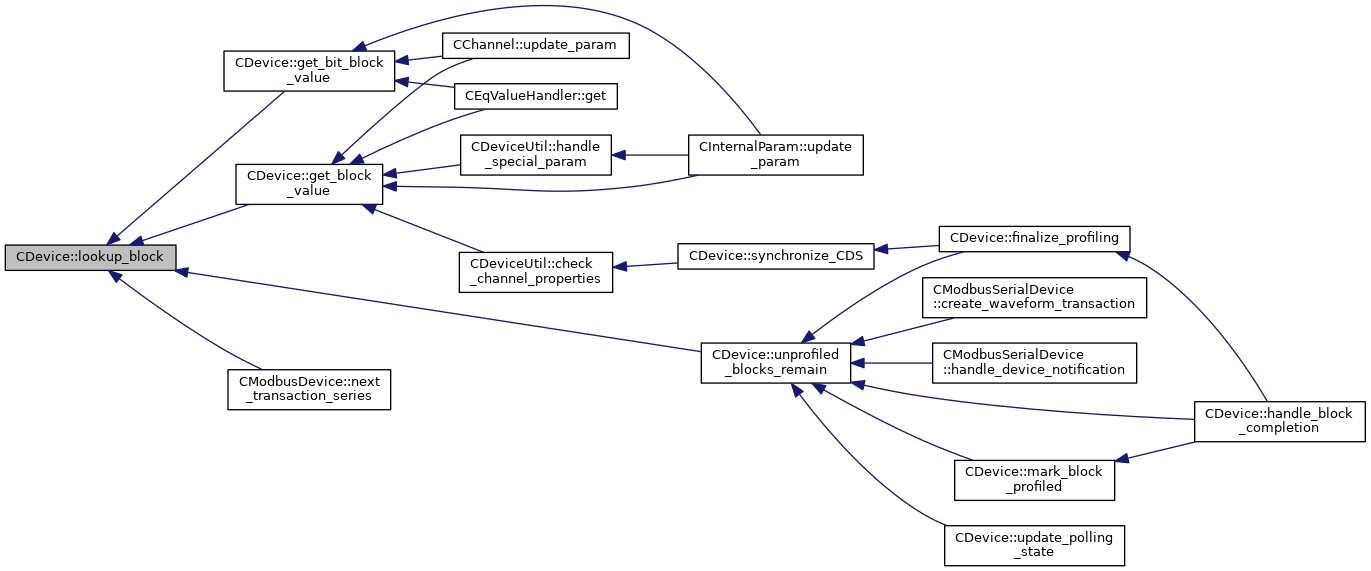 CDevice::get_bit_block
_value
CChannel::update_param
CEqValueHandler::get
CDeviceUtil::handle
_special_param
CInternalParam::update
_param
CDevice::get_block
_value
CDevice::lookup_block
CDeviceUtil::check
_channel_properties
CDevice::synchronize_CDS
CDevice::finalize_profiling
CModbusSerialDevice
::create_waveform_transaction
CDevice::unprofiled
_blocks_remain
CModbusSerialDevice
::handle_device_notification
CModbusDevice::next
_transaction_series
CDevice::handle_block
_completion
CDevice::mark_block
_profiled
CDevice::update_polling
_state